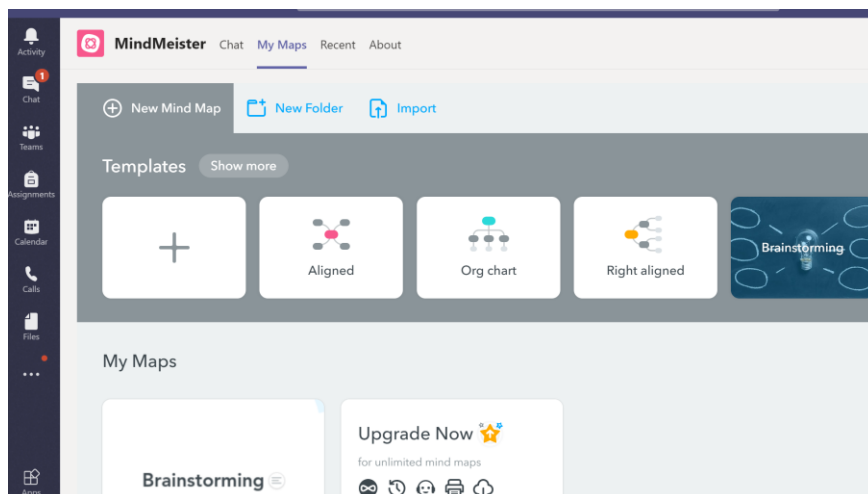 Activity
1
Chat
Teams
Assignments
Calendar
Calls
Files
Apps
MindMeister Chat My Maps Recent About
New Mind Map New Folder Import
Templates Show more
Aligned
Org chart
Right aligned
Brainstorming
My Maps
Brainstorming
Upgrade Now
for unlimited mind maps